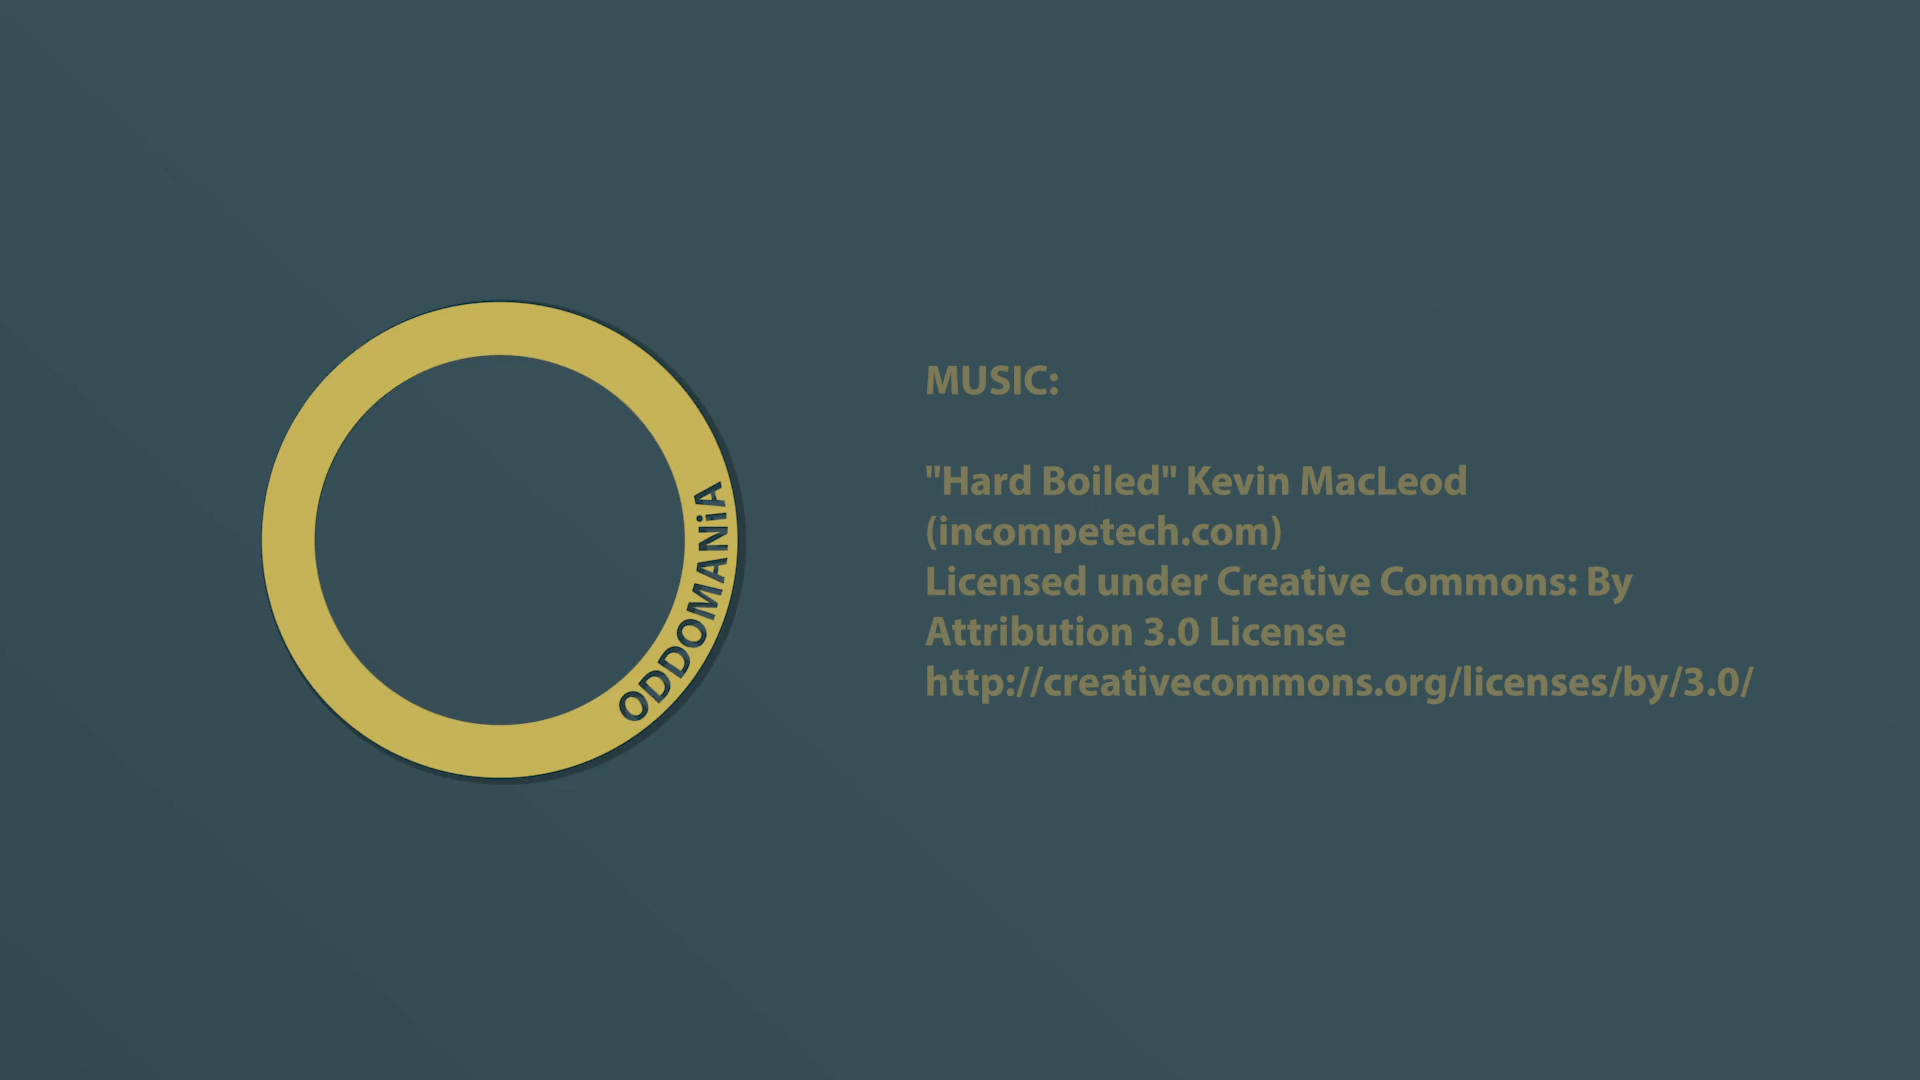 ODDOMANiA
MUSIC:
"Hard Boiled" Kevin MacLeod
(incompetech.com)
Licensed under Creative Commons: By
Attribution 3.0 License
http://creativecommons.org/licenses/by/3.0/